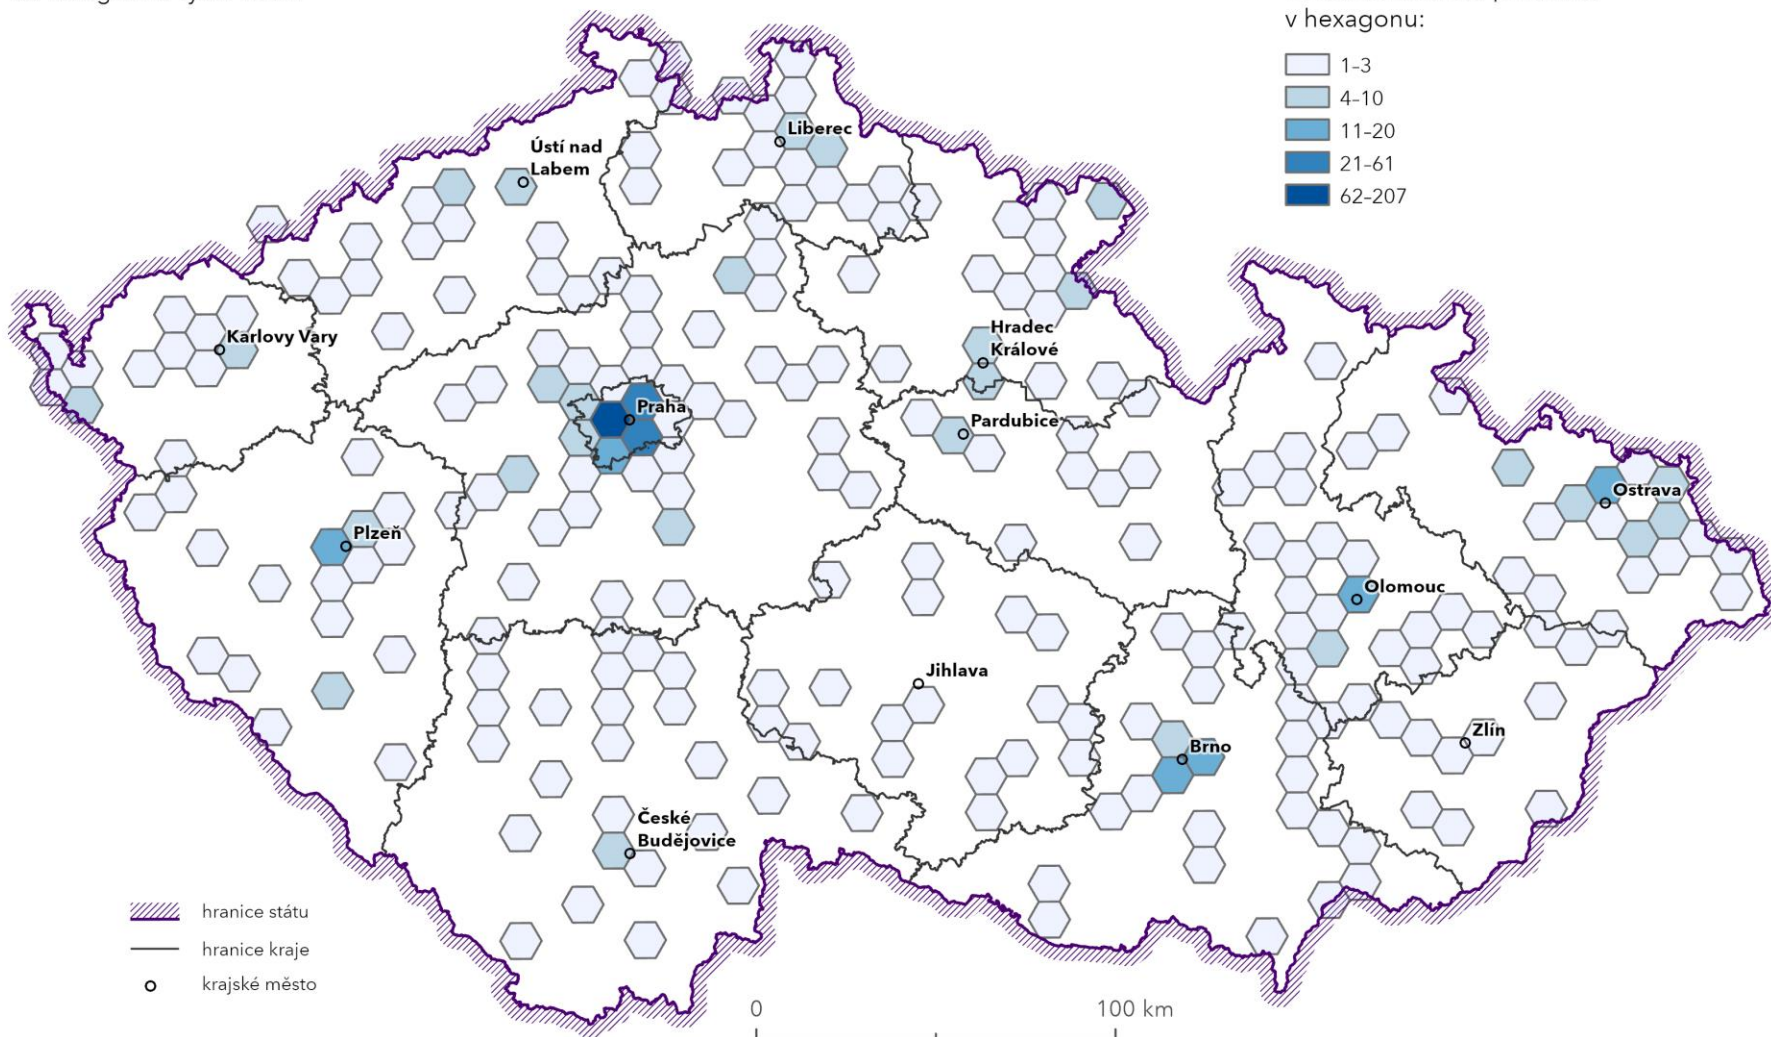 v hexagonu:
1–3
4–10
11–20
21–61
62–207
Liberec
Ústí nad
Labem
Karlovy Vary
Hradec
Králové
Praha
Pardubice
Ostrava
Plzeň
Olomouc
Jihlava
Zlín
Brno
České
Budějovice
hranice státu
hranice kraje
krajské město
0 100 km